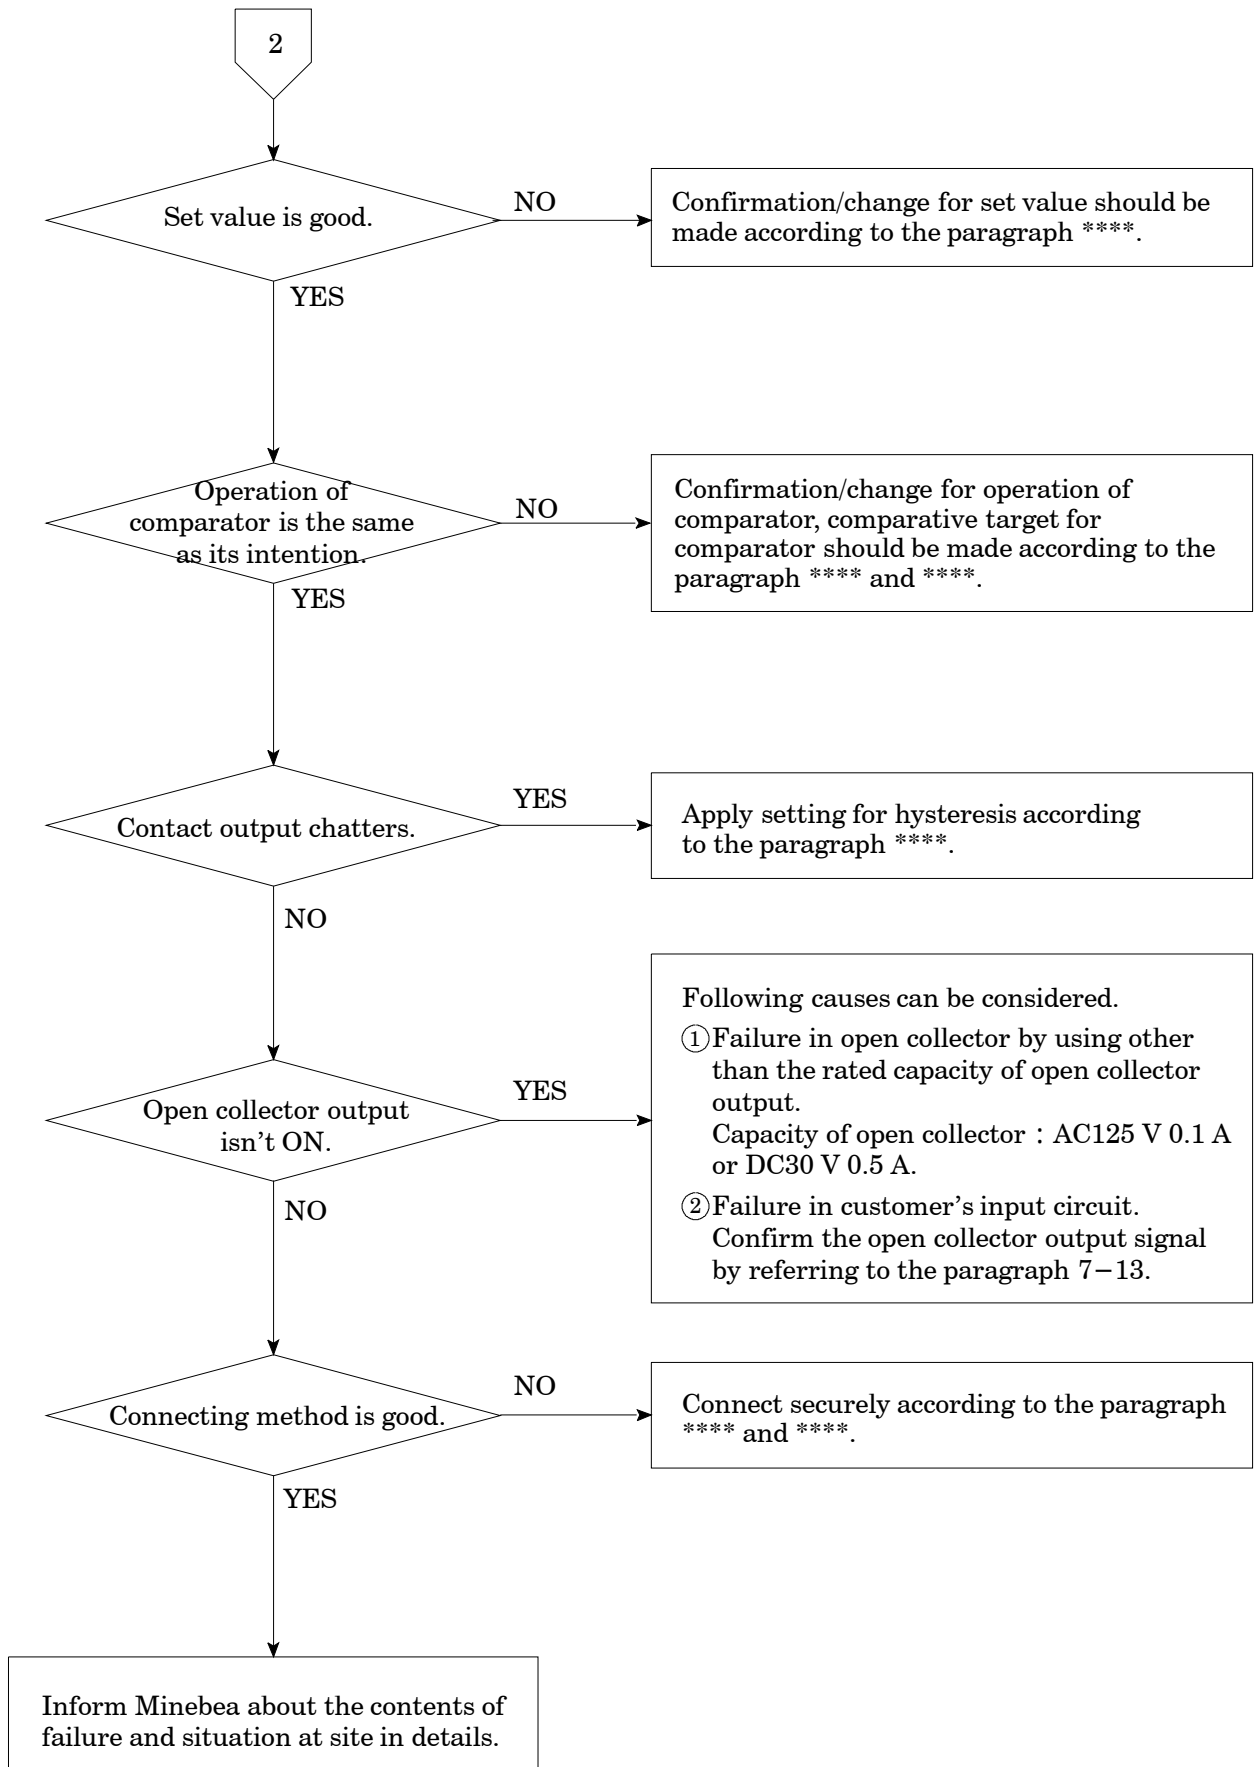 2
Set value is good.
NO
Confirmation/change for set value should be
made according to the paragraph ****.
YES
Operation of
comparator is the same
as its intention.
NO
Confirmation/change for operation of
comparator, comparative target for
comparator should be made according to the
paragraph **** and ****.
YES
Contact output chatters.
YES
Apply setting for hysteresis according
to the paragraph ****.
NO
Open collector output
isn't ON.
YES
Following causes can be considered.
① Failure in open collector by using other
than the rated capacity of open collector
output.
Capacity of open collector : AC125 V 0.1 A
or DC30 V 0.5 A.
② Failure in customer's input circuit.
Confirm the open collector output signal
by referring to the paragraph 7−13.
NO
Connecting method is good.
NO
Connect securely according to the paragraph
**** and ****.
YES
Inform Minebea about the contents of
failure and situation at site in details.